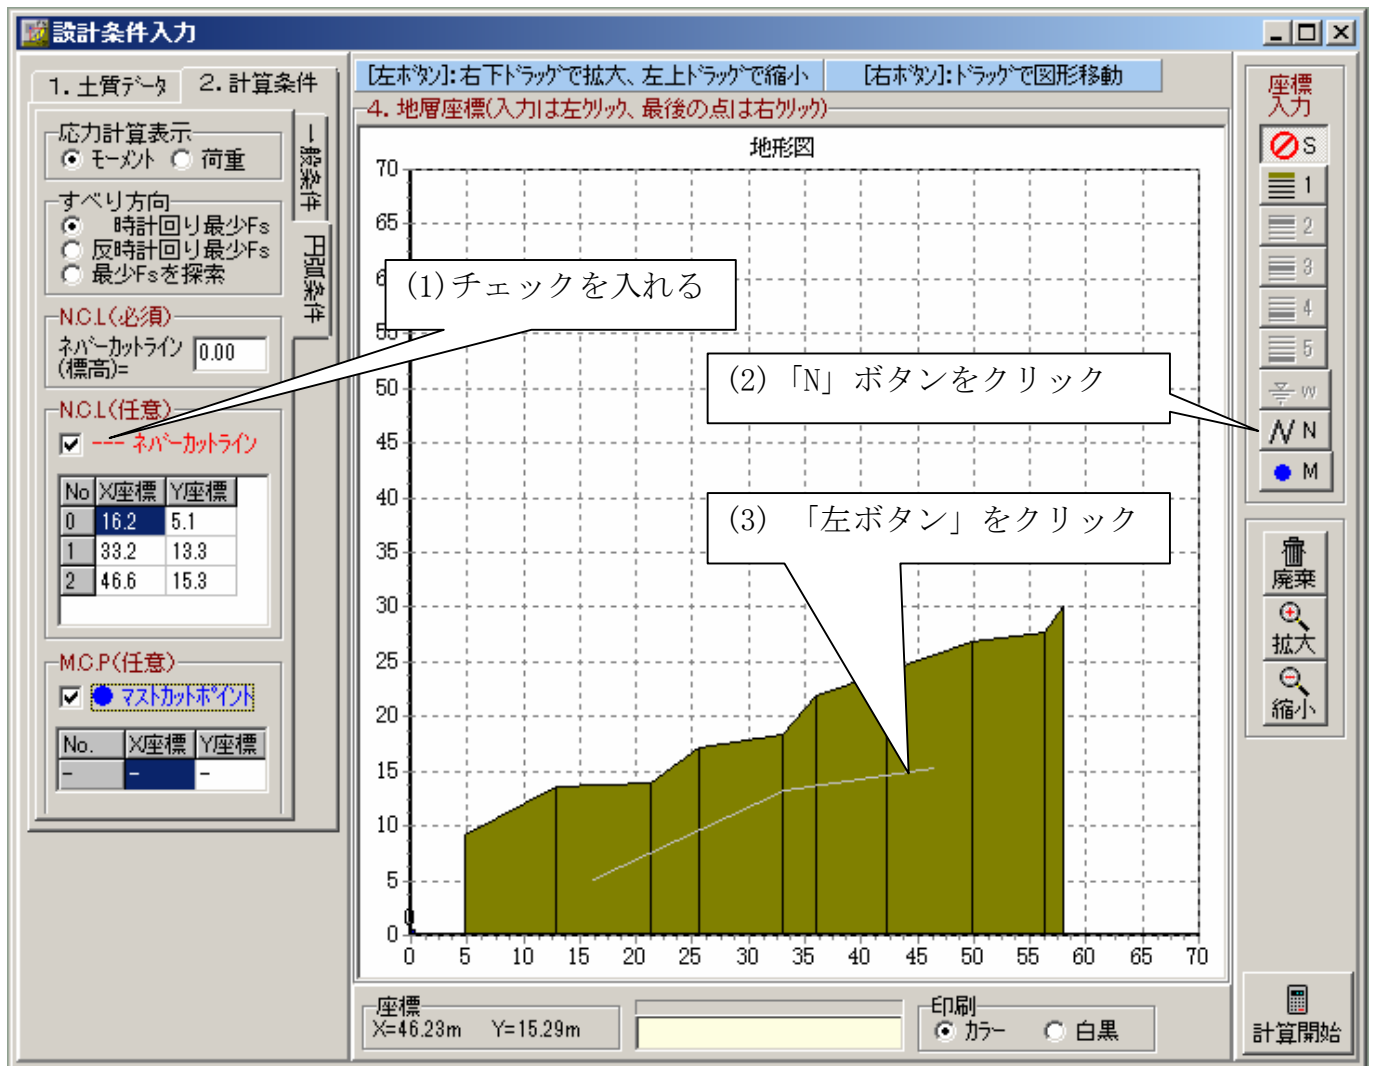 設計条件入力
1. 土質ﾃﾞｰﾀ
2. 計算条件
一般条件
円弧条件
応力計算表示
ﾓｰﾒﾝﾄ
荷重
すべり方向
時計回り最少Fs
反時計回り最少Fs
最少Fsを探索
N.C.L(必須)
ﾈﾊﾞｰｶｯﾄﾗｲﾝ
(標高)=
0.00
N.C.L(任意)
--- ﾈﾊﾞｰｶｯﾄﾗｲﾝ
No X座標 Y座標
0 16.2 5.1
1 33.2 13.3
2 46.6 15.3
M.C.P(任意)
ﾏｽﾄｶｯﾄﾎﾟｲﾝﾄ
No. X座標 Y座標
- - -
[左ﾎﾞﾀﾝ]:右下ﾄﾞﾗｯｸﾞで拡大、左上ﾄﾞﾗｯｸﾞで縮小
[右ﾎﾞﾀﾝ]:ﾄﾞﾗｯｸﾞで図形移動
4. 地層座標(入力は左ｸﾘｯｸ、最後の点は右ｸﾘｯｸ)
地形図
70
65
(1)チェックを入れる
50
(2)「N」ボタンをクリック
45
40
(3) 「左ボタン」をクリック
35
30
25
20
15
10
5
0
0
0 5 10 15 20 25 30 35 40 45 50 55 60 65 70
座標
X=46.23m Y=15.29m
印刷
ｶﾗｰ
白黒
座標
入力
S
1
2
3
4
5
w
N
M
廃棄
拡大
縮小
計算開始